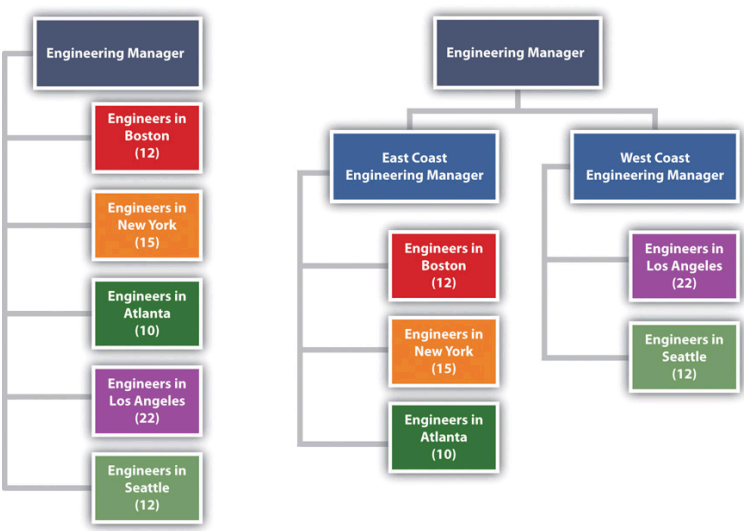 Engineering Manager
Engineers in
Boston
(12)
Engineers in
New York
(15)
Engineers in
Atlanta
(10)
Engineers in
Los Angeles
(22)
Engineers in
Seattle
(12)
Engineering Manager
East Coast
Engineering Manager
West Coast
Engineering Manager
Engineers in
Boston
(12)
Engineers in
New York
(15)
Engineers in
Atlanta
(10)
Engineers in
Los Angeles
(22)
Engineers in
Seattle
(12)